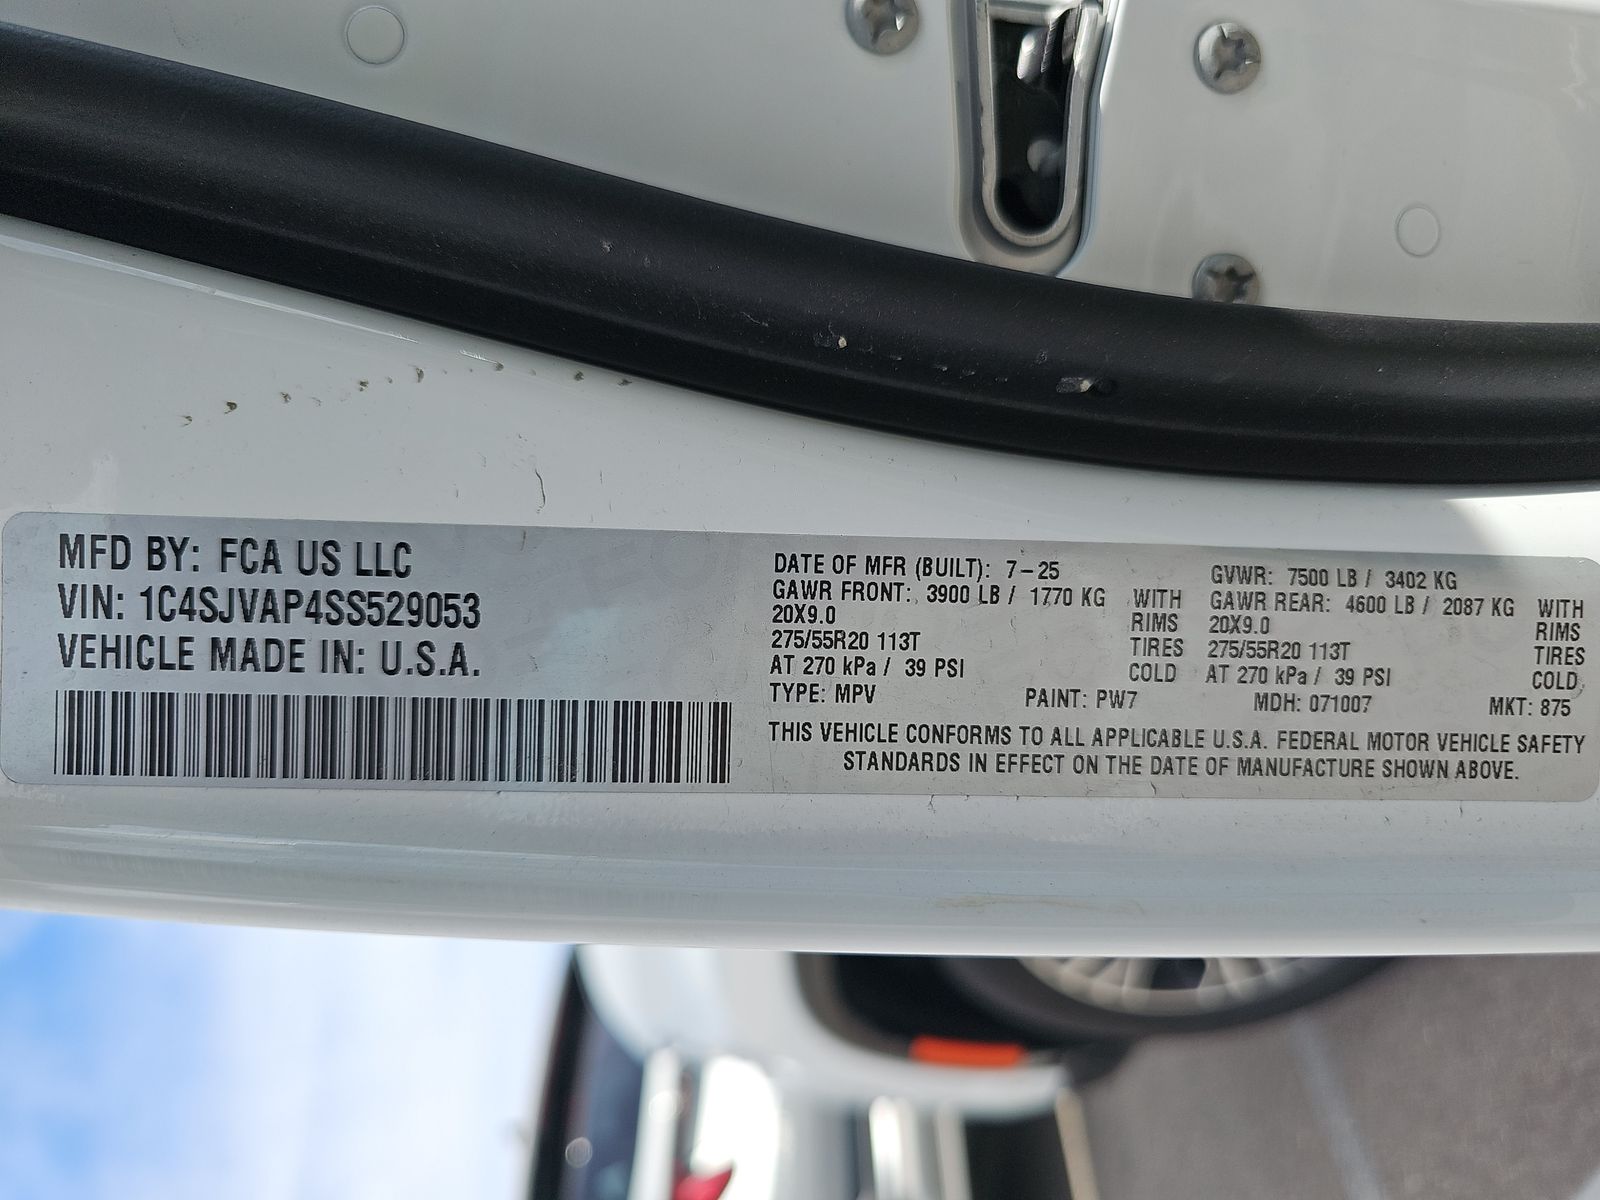 MFD BY: FCA US LLC
VIN: 1C4SJVAP4SS529053
VEHICLE MADE IN: U.S.A.
DATE OF MFR (BUILT): 7-25
GAWR FRONT: 3900 LB / 1770 KG WITH
20X9.0 RIMS
275/55R20 113T TIRES
AT 270 kPa / 39 PSI COLD
GVWR: 7500 LB / 3402 KG
GAWR REAR: 4600 LB / 2087 KG WITH
20X9.0 RIMS
275/55R20 113T TIRES
AT 270 kPa / 39 PSI COLD
TYPE: MPV PAINT: PW7 MDH: 071007 MKT: 875
THIS VEHICLE CONFORMS TO ALL APPLICABLE U.S.A. FEDERAL MOTOR VEHICLE SAFETY
STANDARDS IN EFFECT ON THE DATE OF MANUFACTURE SHOWN ABOVE.